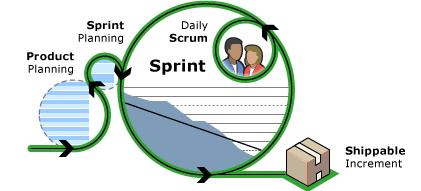 Sprint
Planning
Daily
Scrum
Product
Planning
Sprint
Shippable
Increment